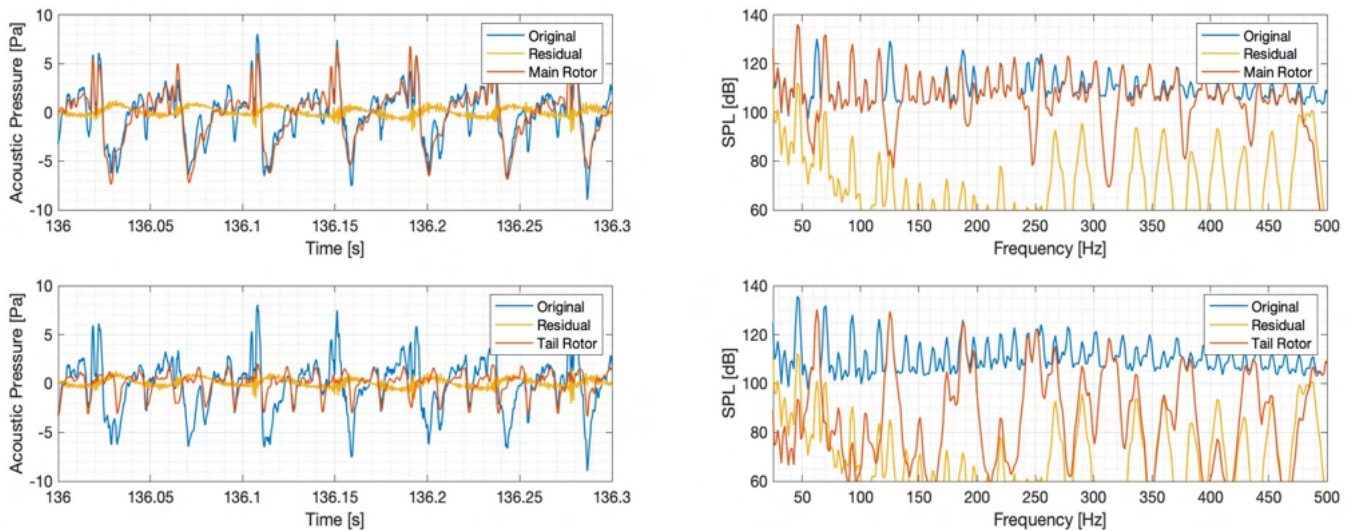 10
5
0
-5
-10
Acoustic Pressure [Pa]
136 136.05 136.1 136.15 136.2 136.25 136.3
Time [s]
Original
Residual
Main Rotor
140
120
100
80
60
SPL [dB]
50 100 150 200 250 300 350 400 450 500
Frequency [Hz]
Original
Residual
Main Rotor
10
5
0
-5
-10
Acoustic Pressure [Pa]
136 136.05 136.1 136.15 136.2 136.25 136.3
Time [s]
Original
Residual
Tail Rotor
140
120
100
80
60
SPL [dB]
50 100 150 200 250 300 350 400 450 500
Frequency [Hz]
Original
Residual
Tail Rotor